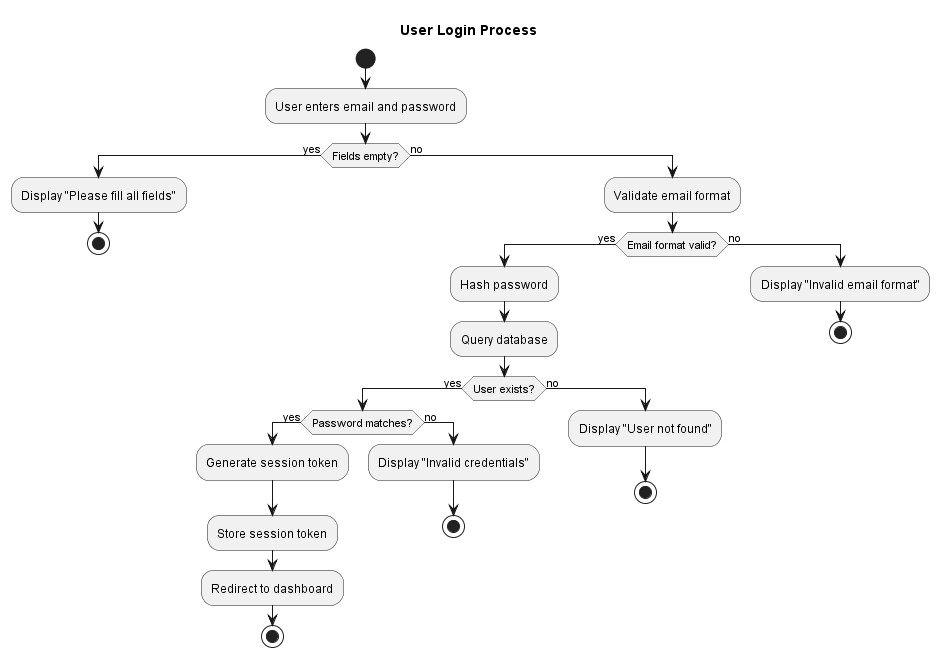 User Login Process
User enters email and password
yes
Fields empty?
no
Display "Please fill all fields"
Validate email format
yes
Email format valid?
no
Hash password
Display "Invalid email format"
Query database
yes
User exists?
no
yes
Password matches?
no
Display "User not found"
Generate session token
Display "Invalid credentials"
Store session token
Redirect to dashboard